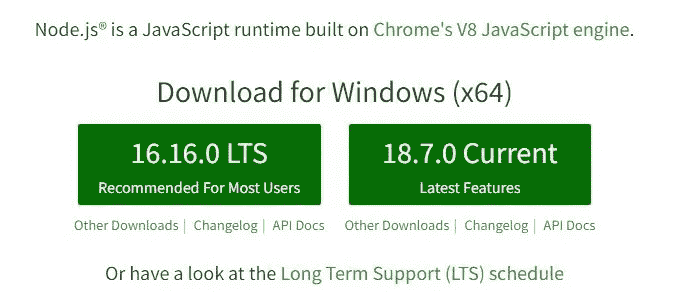 Node.js® is a JavaScript runtime built on Chrome's V8 JavaScript engine.
Download for Windows (x64)
16.16.0 LTS
Recommended For Most Users
18.7.0 Current
Latest Features
Other Downloads | Changelog | API Docs
Other Downloads | Changelog | API Docs
Or have a look at the Long Term Support (LTS) schedule